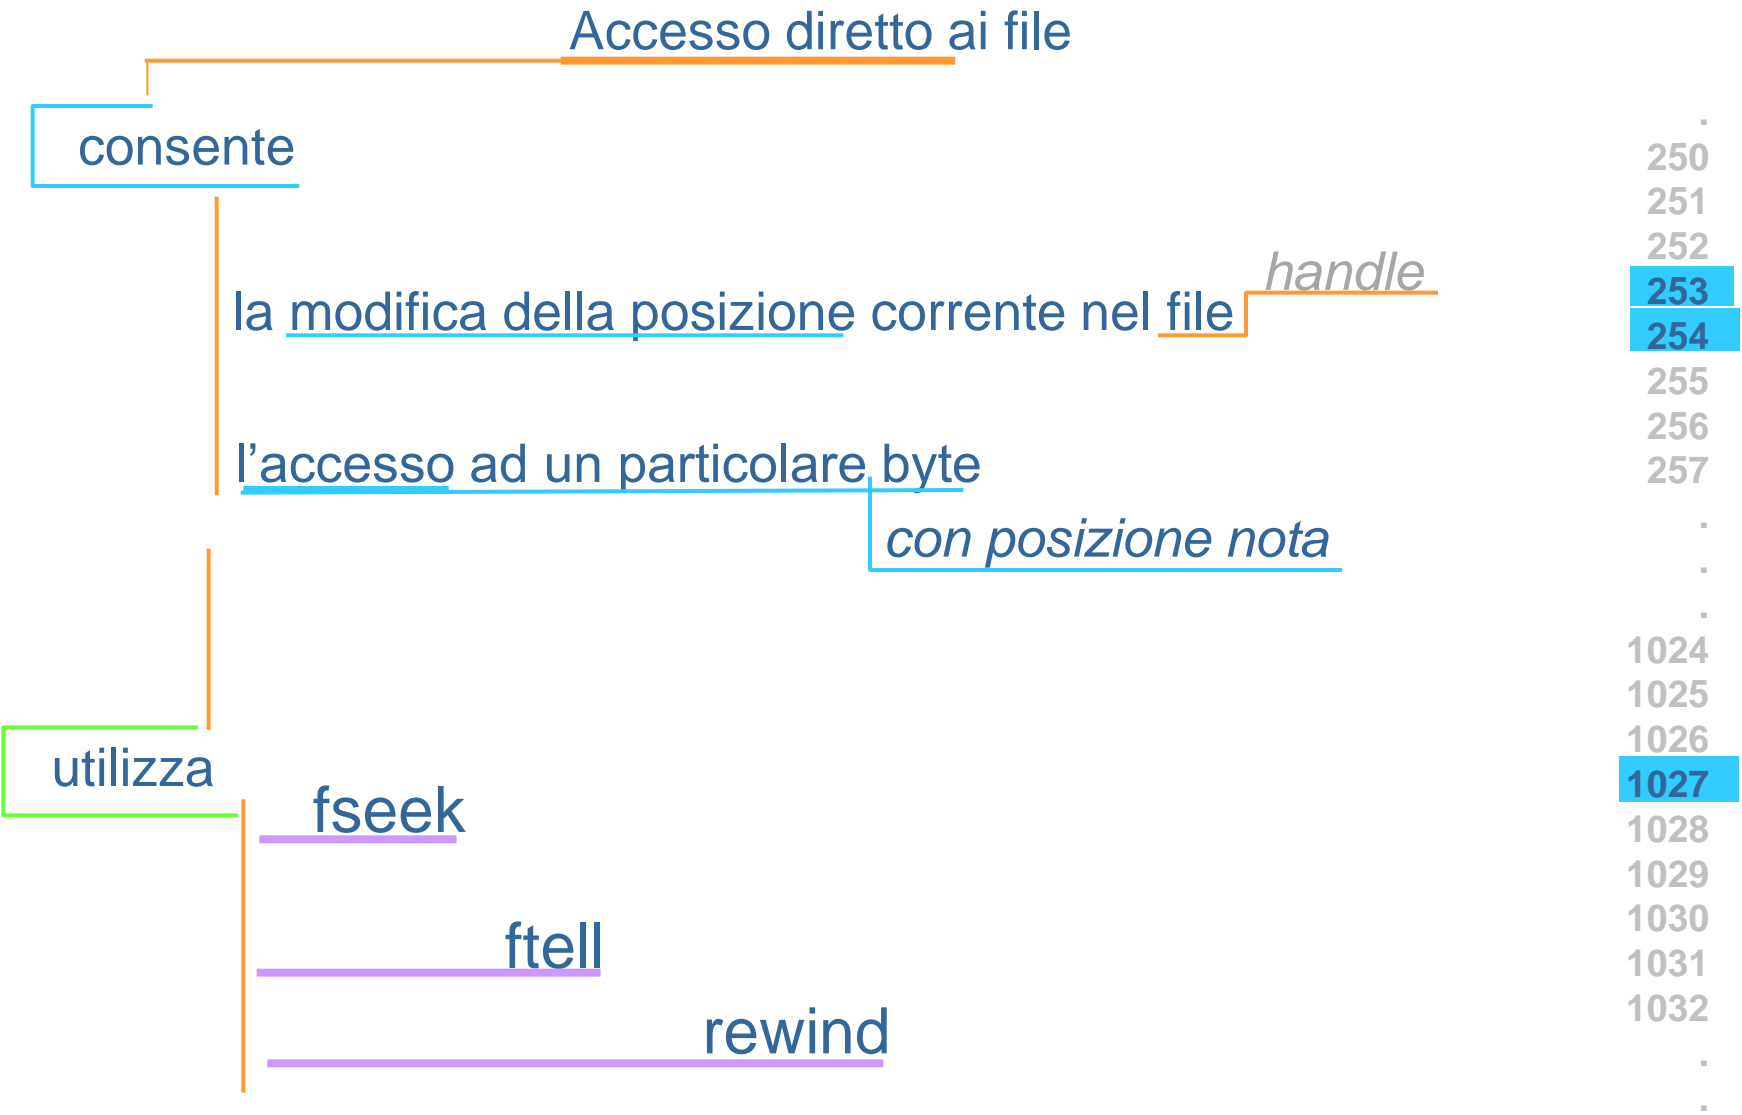 Accesso diretto ai file
consente
la modifica della posizione corrente nel file
handle
l’accesso ad un particolare byte
con posizione nota
utilizza
fseek
ftell
rewind
.
250
251
252
253
254
255
256
257
.
.
.
1024
1025
1026
1027
1028
1029
1030
1031
1032
.
.